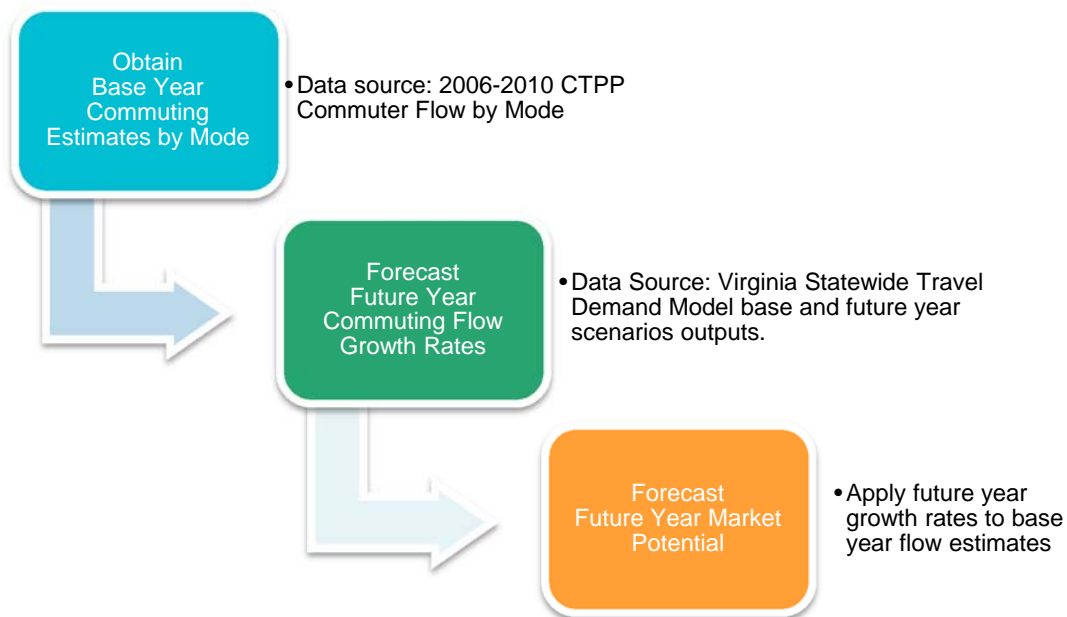 Obtain
Base Year
Commuting
Estimates by Mode
•Data source: 2006-2010 CTPP
Commuter Flow by Mode
Forecast
Future Year
Commuting Flow
Growth Rates
•Data Source: Virginia Statewide Travel
Demand Model base and future year
scenarios outputs.
Forecast
Future Year Market
Potential
•Apply future year
growth rates to base
year flow estimates